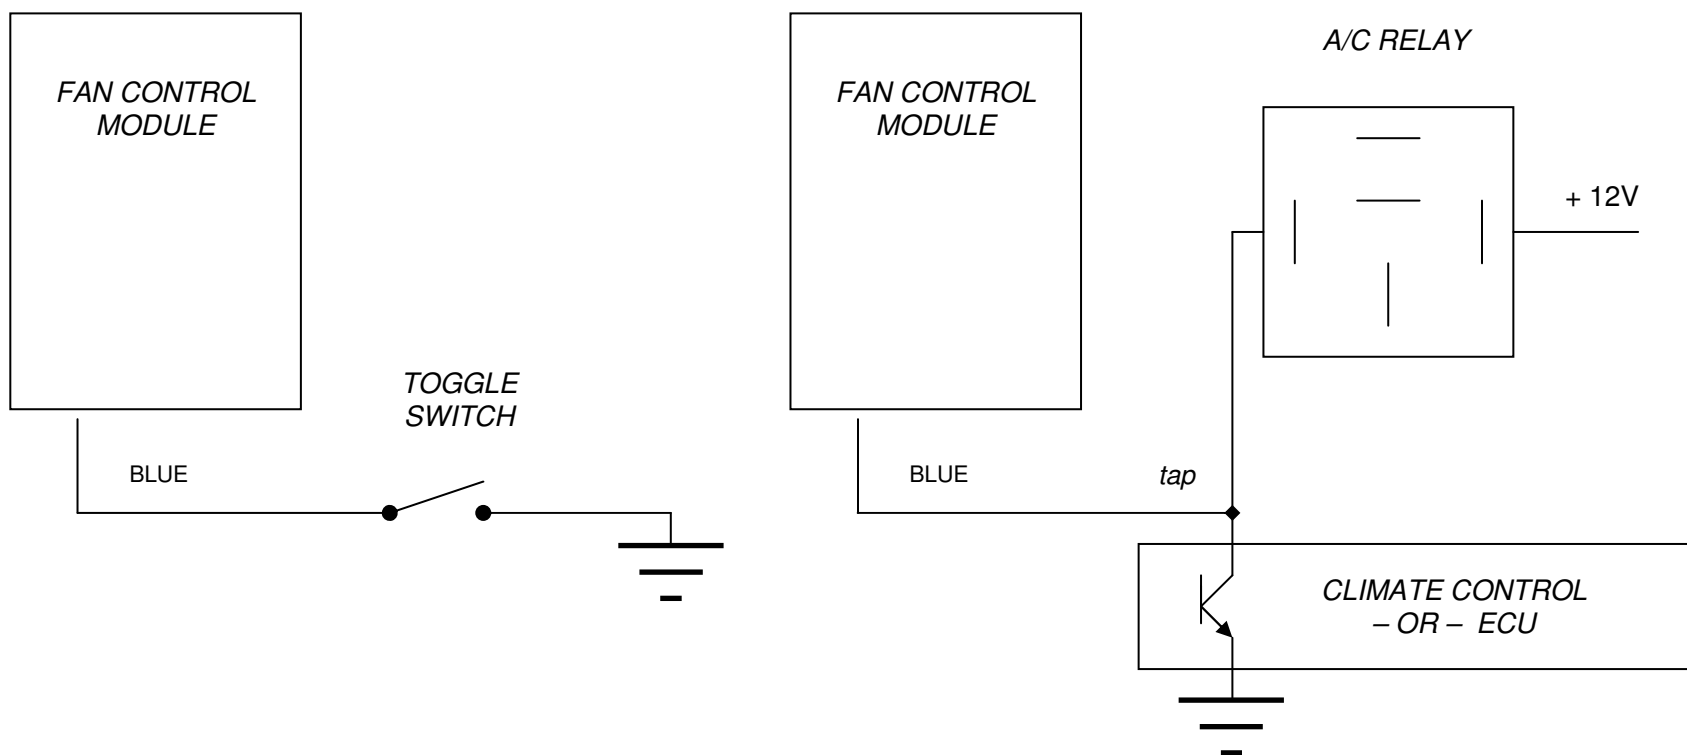 FAN CONTROL
MODULE
TOGGLE
SWITCH
BLUE
FAN CONTROL
MODULE
BLUE
tap
A/C RELAY
+ 12V
CLIMATE CONTROL
– OR – ECU